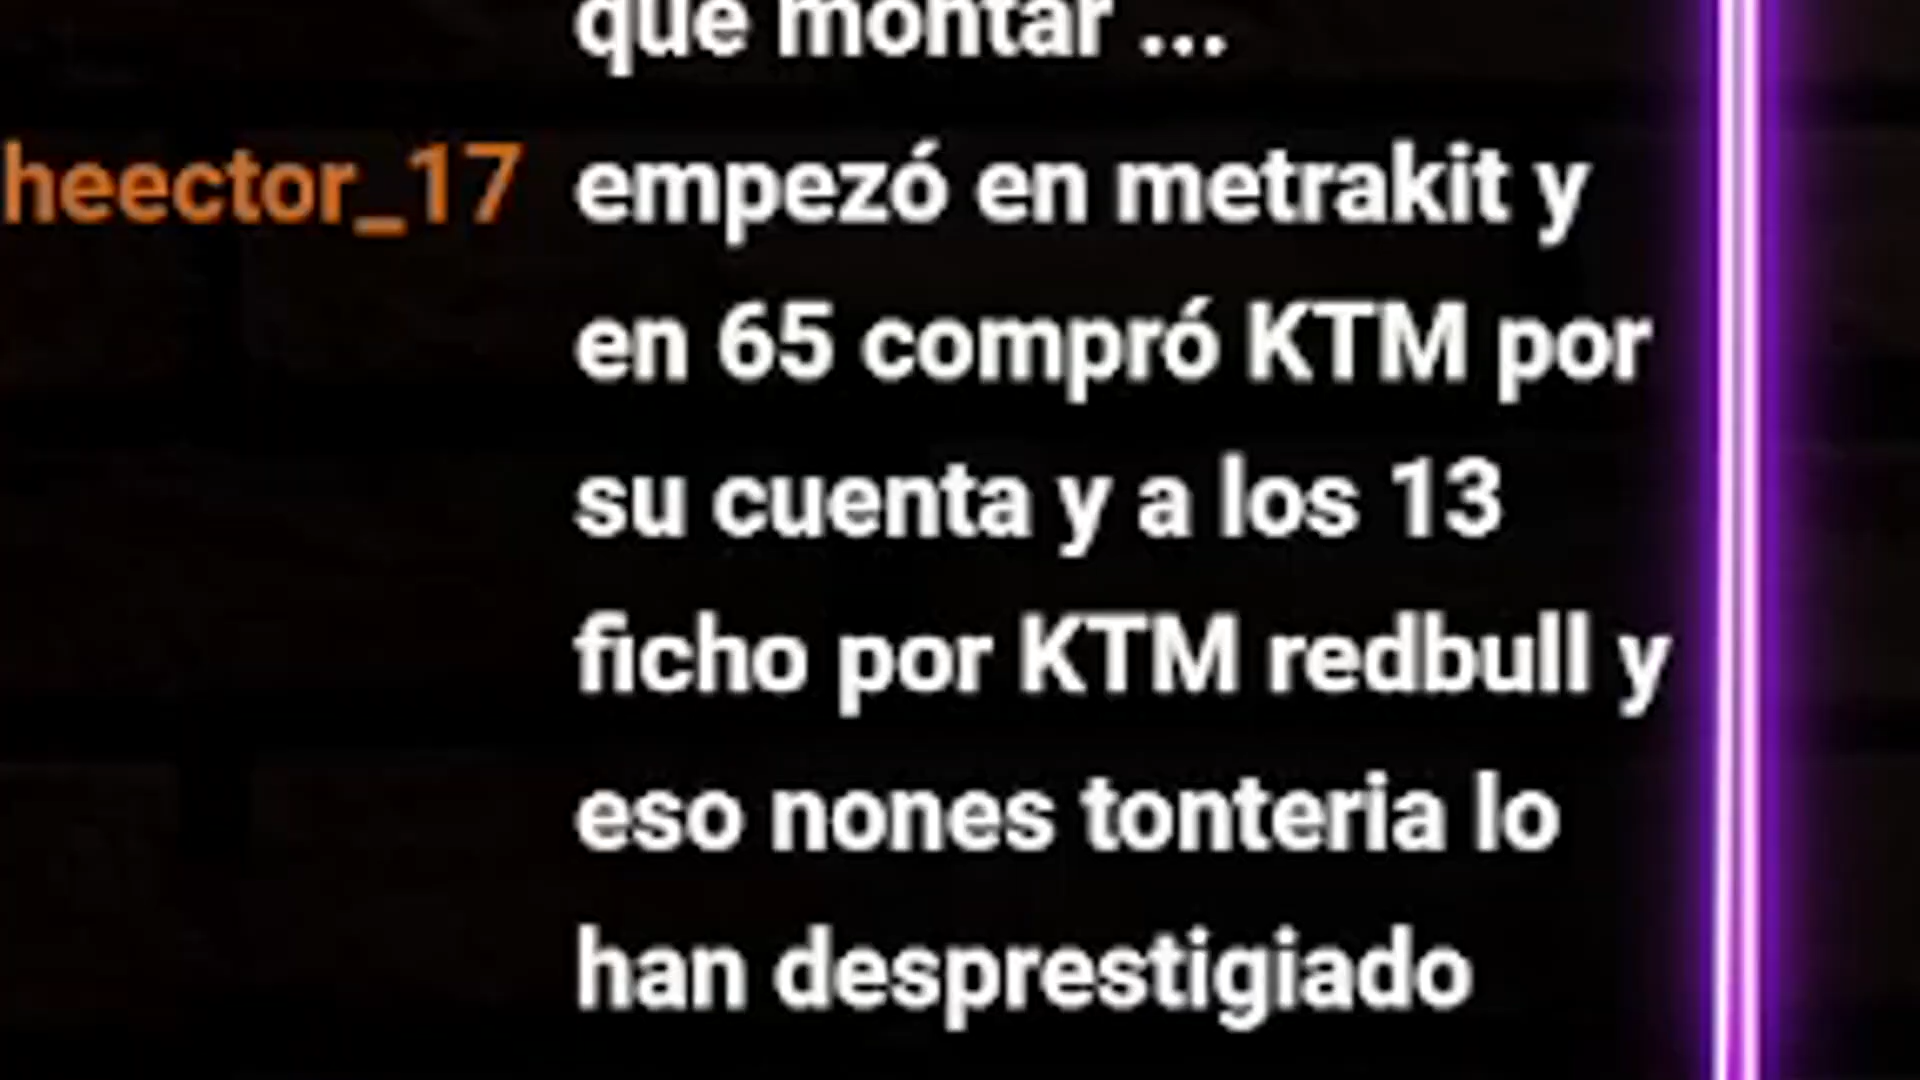 que montar ...
heector_17 empezó en metrakit y
en 65 compró KTM por
su cuenta y a los 13
ficho por KTM redbull y
eso nones tonteria lo
han desprestigiado